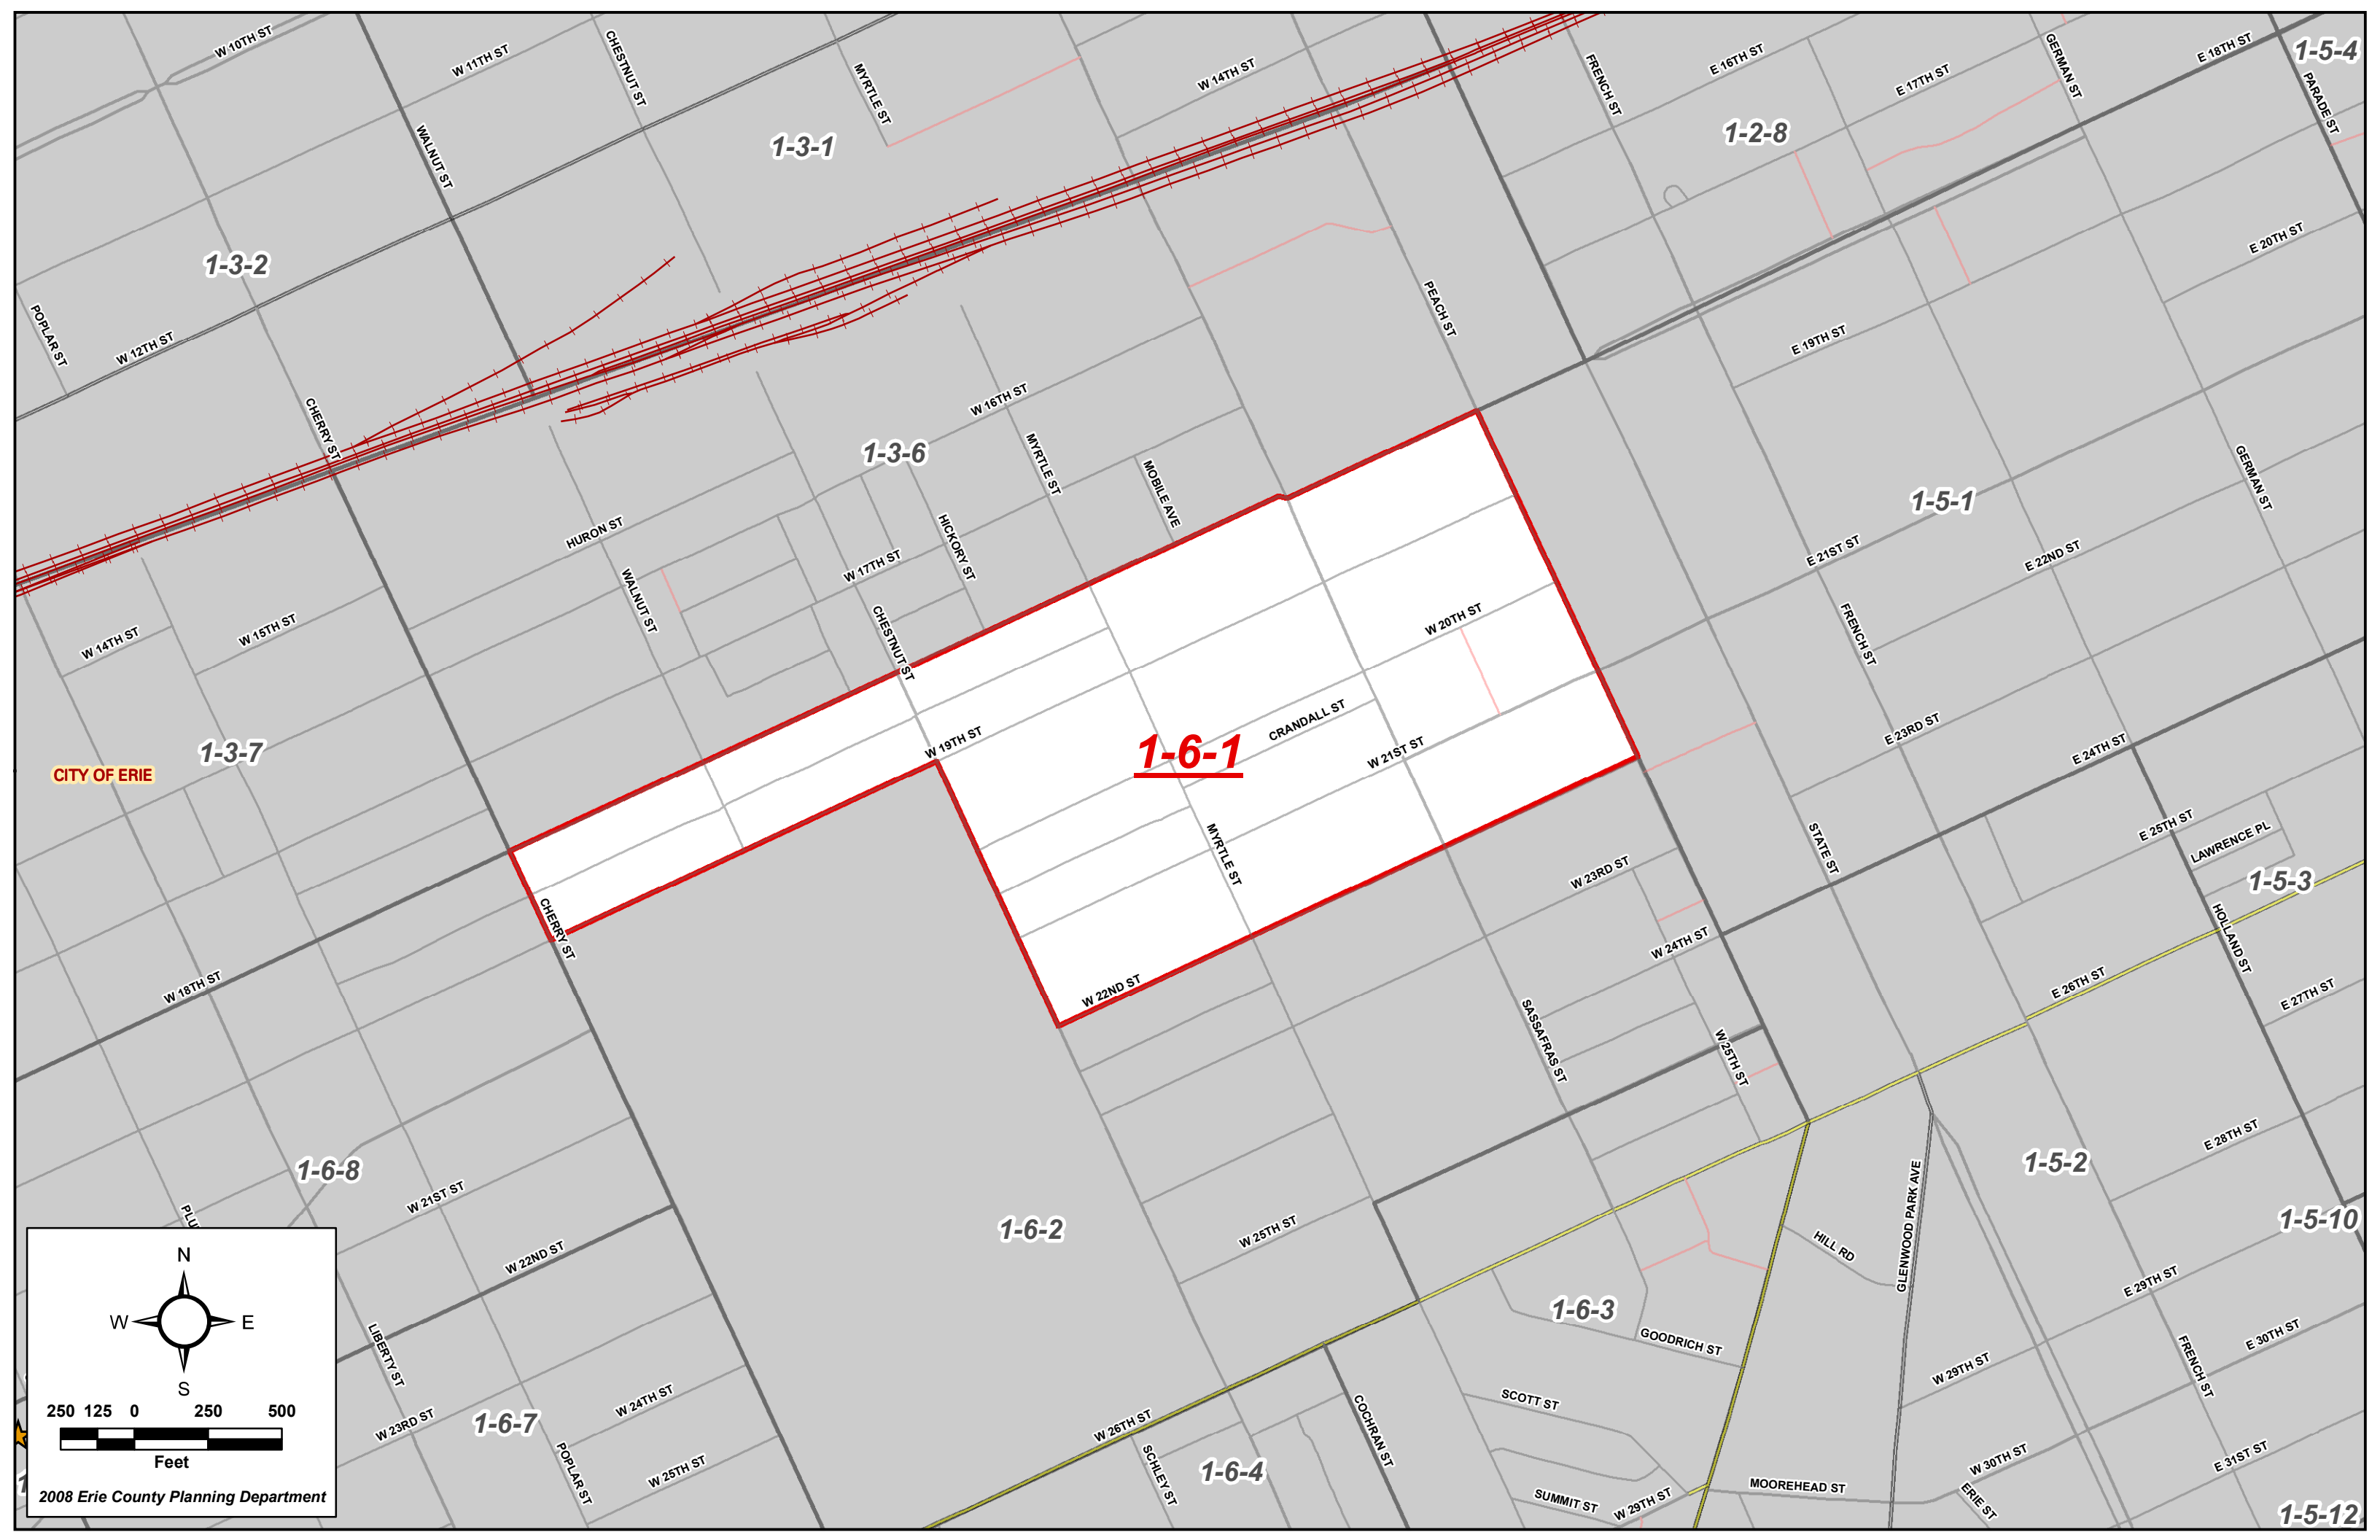 W 10TH ST
W 11TH ST
CHESTNUT ST
MYRTLE ST
W 14TH ST
FRENCH ST
E 16TH ST
E 17TH ST
GERMAN ST
E 18TH ST
1-5-4
PARADE ST
WALNUT ST
1-3-1
1-2-8
1-3-2
E 20TH ST
POPLAR ST
W 12TH ST
PEACH ST
E 19TH ST
CHERRY ST
W 16TH ST
1-3-6
MYRTLE ST
MOBILE AVE
GERMAN ST
1-5-1
HURON ST
HICKORY ST
W 17TH ST
E 21ST ST
E 22ND ST
WALNUT ST
CHESTNUT ST
W 14TH ST
W 15TH ST
W 20TH ST
FRENCH ST
1-3-7
CITY OF ERIE
W 19TH ST
1-6-1
CRANDALL ST
W 21ST ST
E 23RD ST
E 24TH ST
MYRTLE ST
STATE ST
E 25TH ST
LAWRENCE PL
1-5-3
W 23RD ST
CHERRY ST
HOLLAND ST
W 24TH ST
W 18TH ST
W 22ND ST
E 26TH ST
E 27TH ST
SASSAFRAS ST
W 25TH ST
1-6-8
1-5-2
E 28TH ST
W 21ST ST
PLU
1-6-2
W 25TH ST
HILL RD
GLENWOOD PARK AVE
1-5-10
W 22ND ST
E 29TH ST
1-6-3
GOODRICH ST
E 30TH ST
LIBERTY ST
W 29TH ST
FRENCH ST
N
W E
S
250 125 0 250 500
Feet
2008 Erie County Planning Department
W 24TH ST
W 23RD ST
1-6-7
SCOTT ST
COCHRAN ST
W 26TH ST
POPLAR ST
W 25TH ST
SCHLEY ST
1-6-4
W 30TH ST
E 31ST ST
MOOREHEAD ST
SUMMIT ST
W 29TH ST
ERIE ST
1-5-12